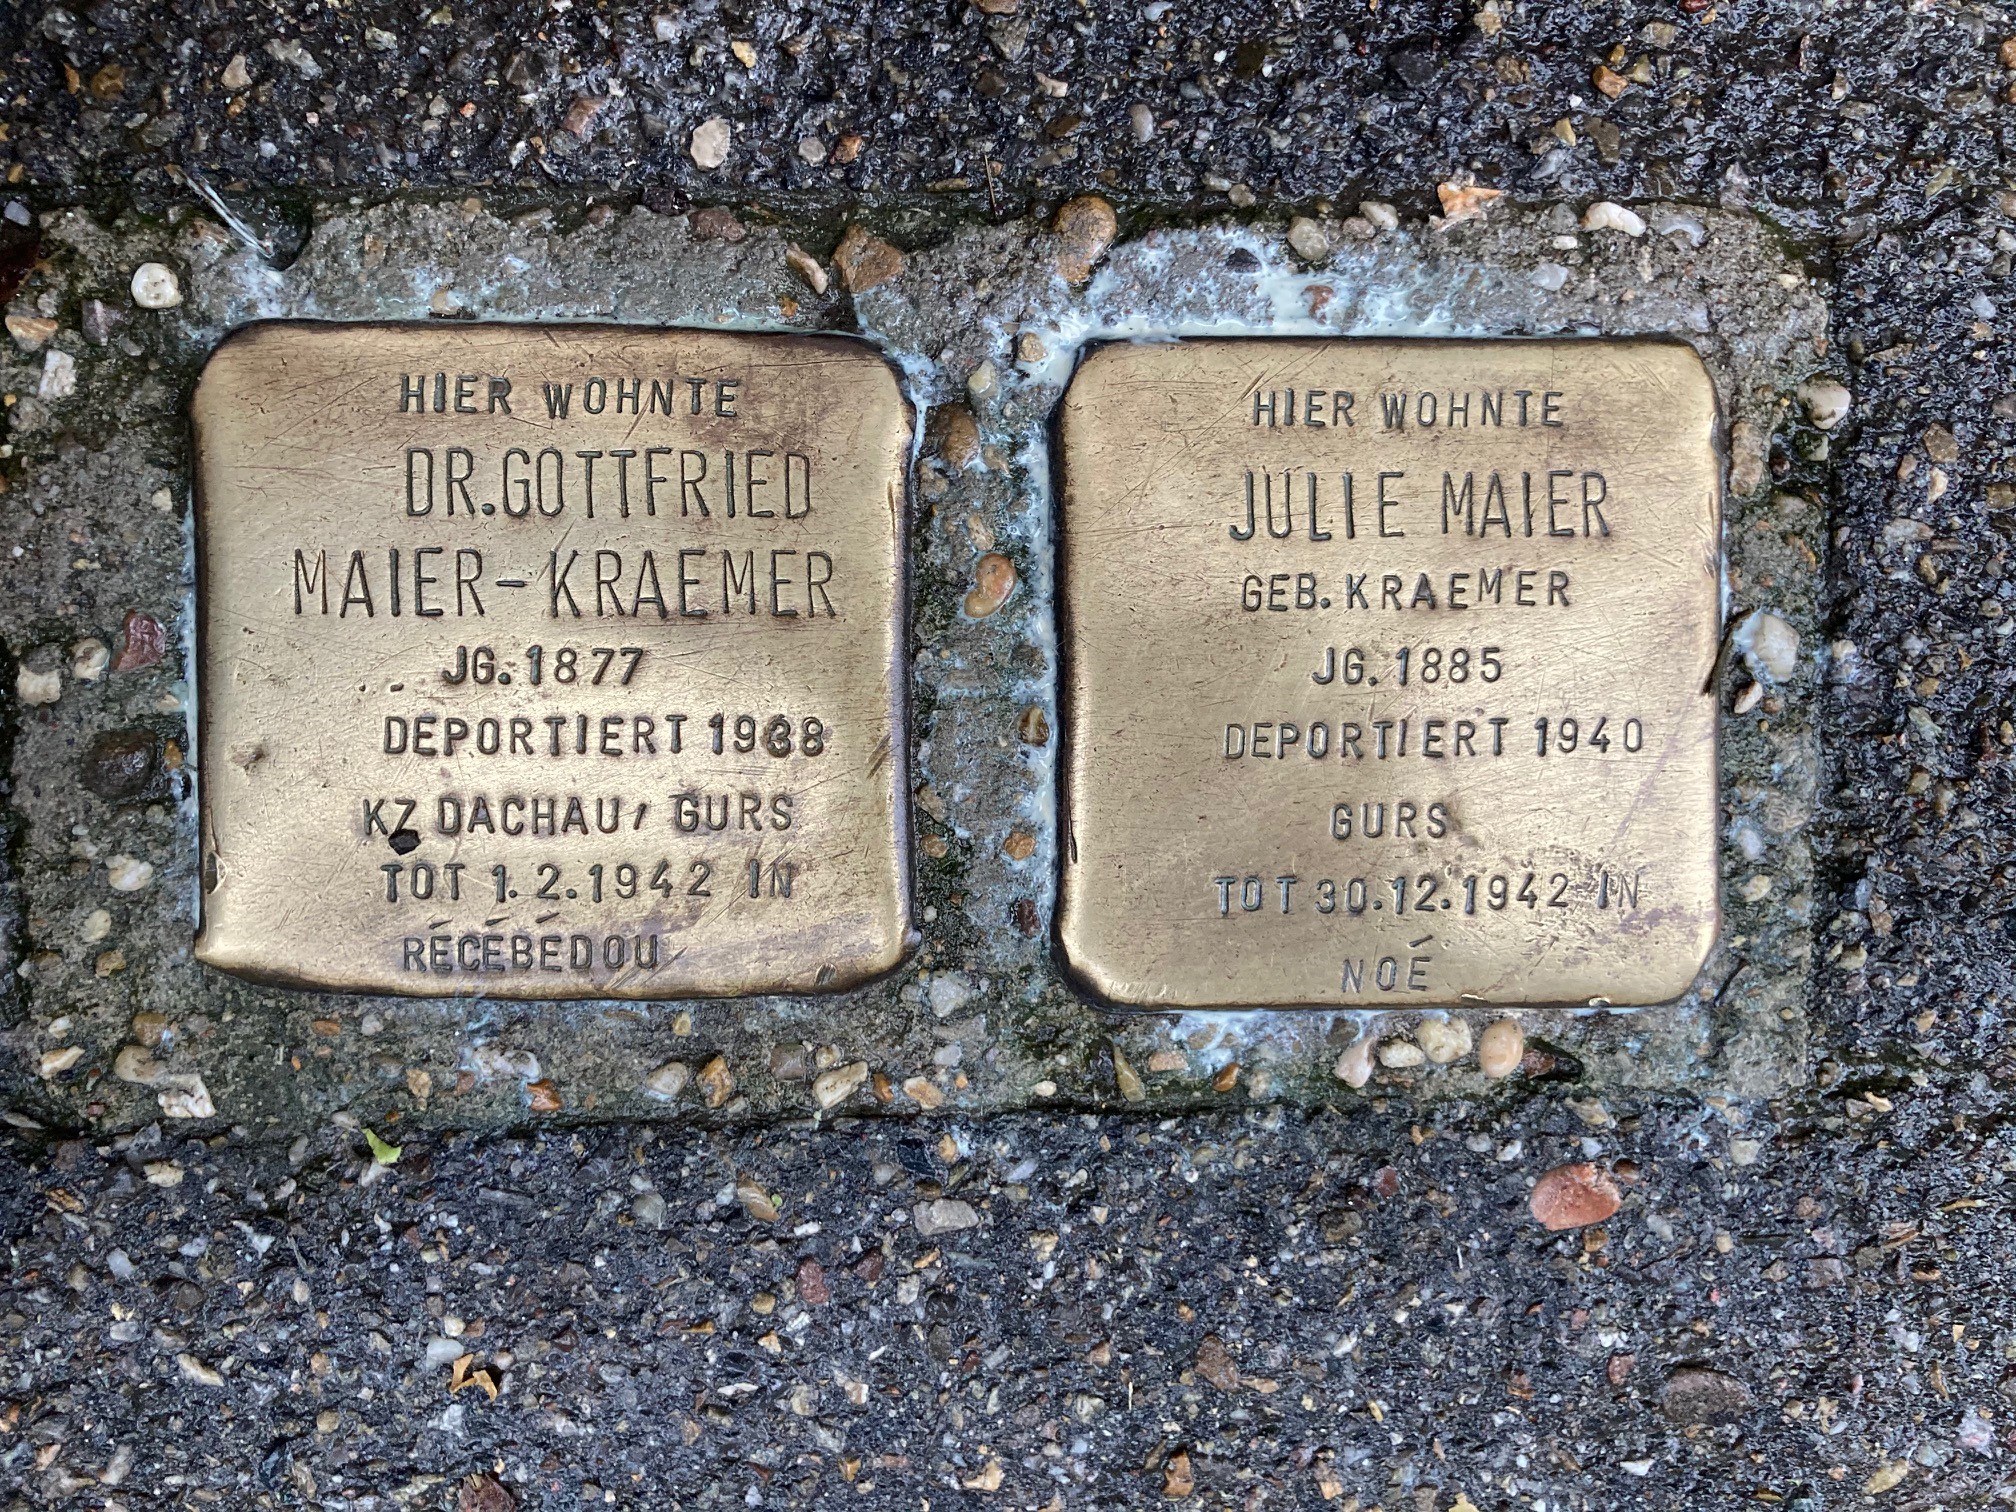 HIER WOHNTE
DR.GOTTFRIED
MAIER-KRAEMER
JG.1877
DEPORTIERT 1938
KZ DACHAU, GURS
TOT 1.2.1942 IN
RÉCÉBÉDOU
HIER WOHNTE
JULIE MAIER
GEB.KRAEMER
JG.1885
DEPORTIERT 1940
GURS
TOT 30.12.1942 IN
NOÉ